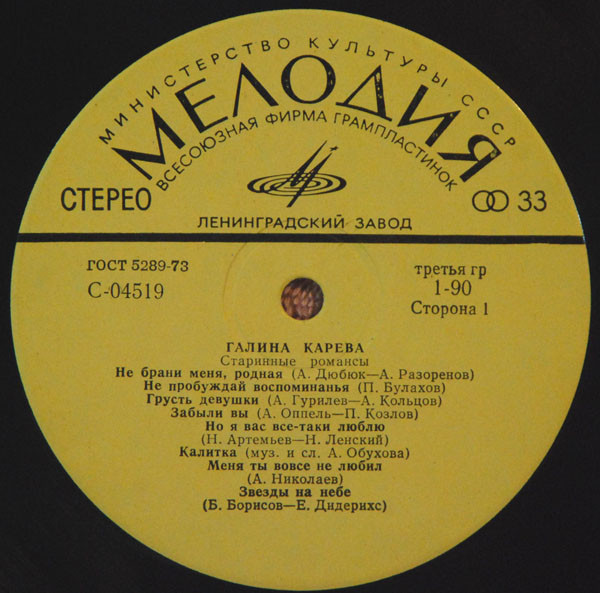 МИНИСТЕРСТВО КУЛЬТУРЫ СССР
МЕЛОДИЯ
ВСЕСОЮЗНАЯ ФИРМА ГРАМПЛАСТИНОК
СТЕРЕО
33
ЛЕНИНГРАДСКИЙ ЗАВОД
ГОСТ 5289-73
третья гр
С-04519
1-90
Сторона 1
ГАЛИНА КАРЕВА
Старинные романсы
Не брани меня, родная (А. Дюбюк—А. Разоренов)
Не пробуждай воспоминанья (П. Булахов)
Грусть девушки (А. Гурилев—А. Кольцов)
Забыли вы (А. Оппель—П. Козлов)
Но я вас все-таки люблю
(Н. Артемьев—Н. Ленский)
Калитка (муз. и сл. А. Обухова)
Меня ты вовсе не любил
(А. Николаев)
Звезды на небе
(Б. Борисов—Е. Дидерихс)